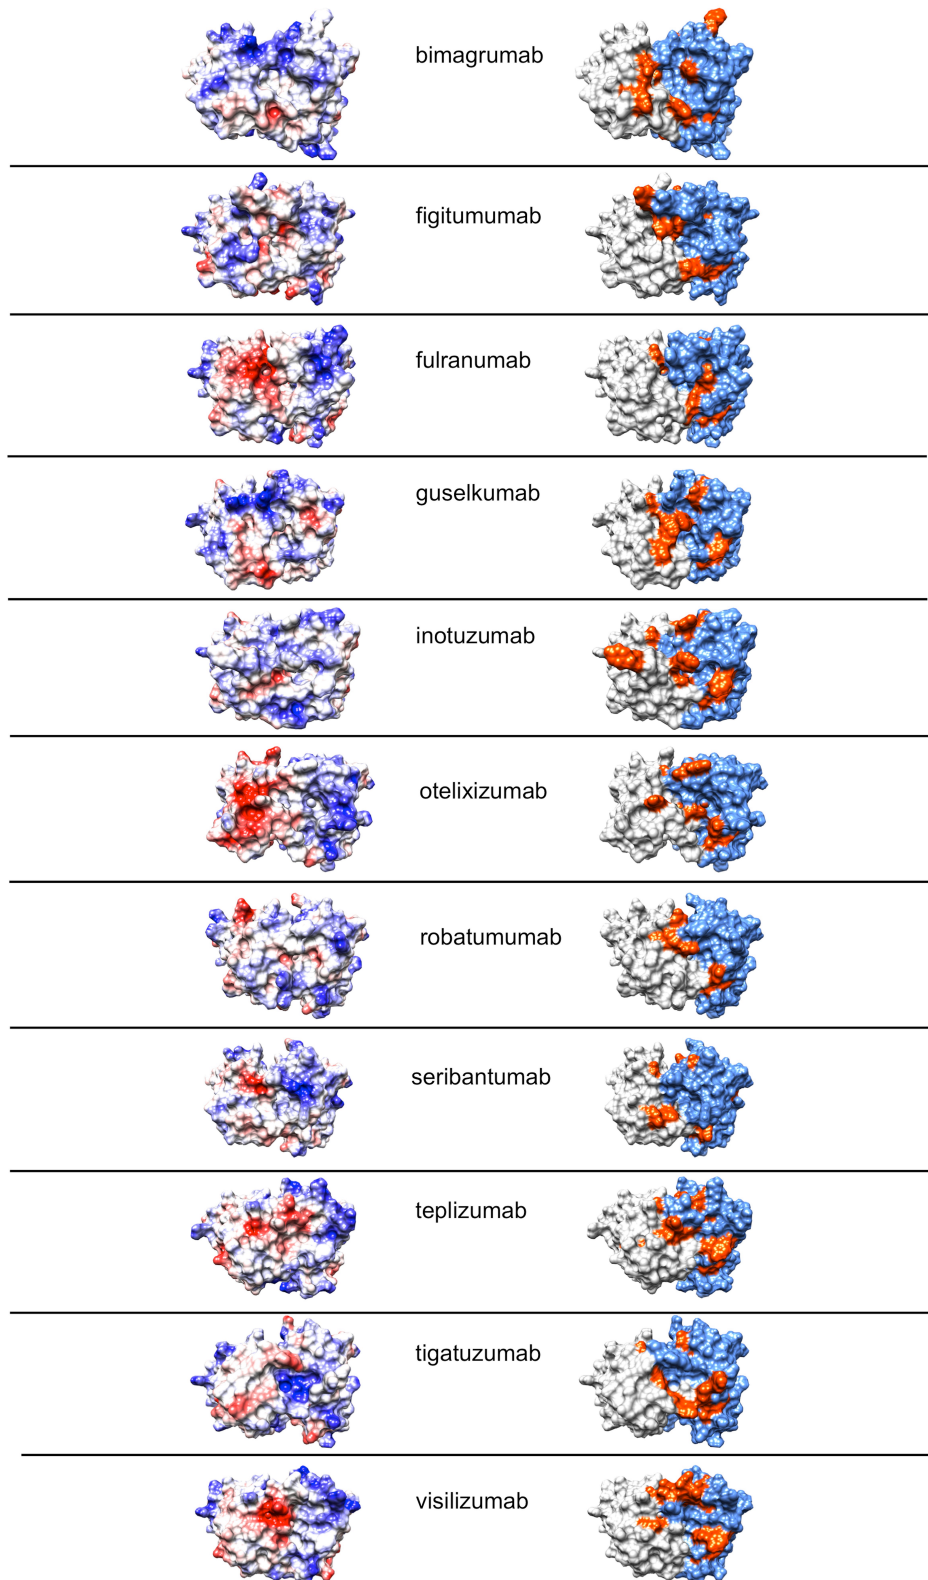 bimagrumab
figitumumab
fulranumab
guselkumab
inotuzumab
otelixizumab
robatumumab
seribantumab
teplizumab
tigatuzumab
visilizumab